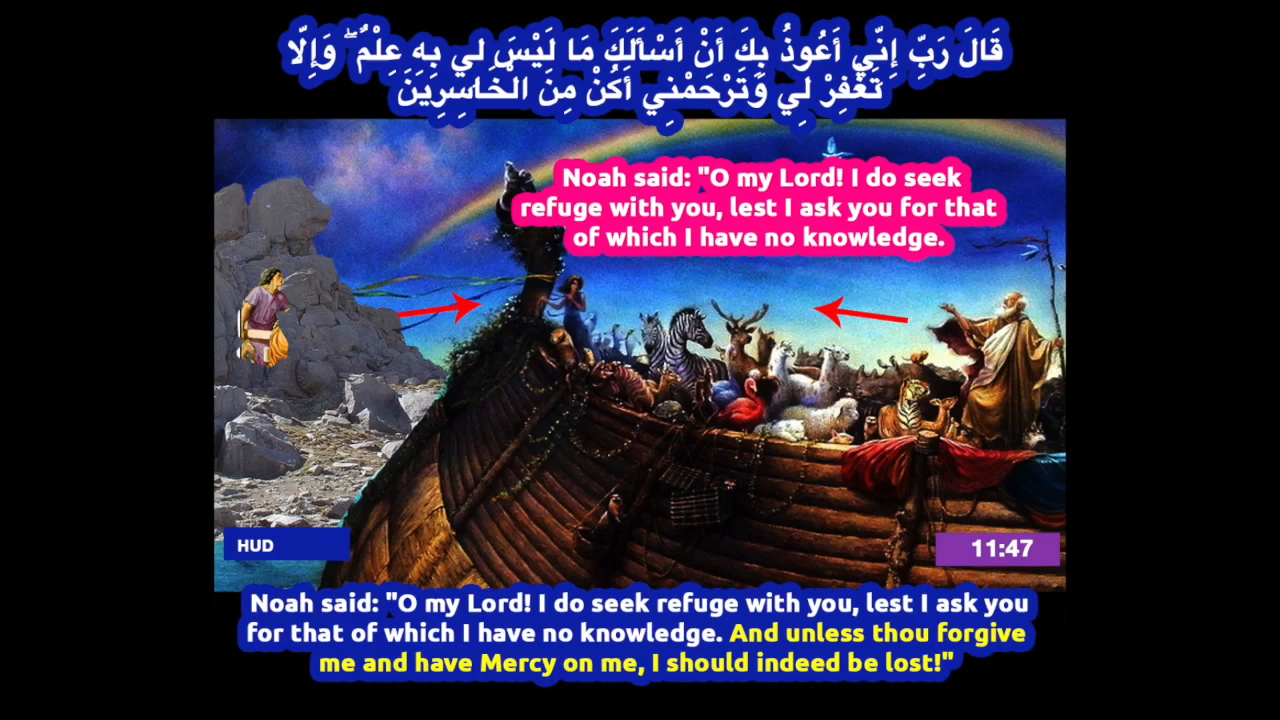 قَالَ رَبِّ إِنِّي أَعُوذُ بِكَ أَنْ أَسْأَلَكَ مَا لَيْسَ لِي بِهِ عِلْمٌ ۖ وَإِلَّا
تَغْفِرْ لِي وَتَرْحَمْنِي أَكُنْ مِنَ الْخَاسِرِينَ
Noah said: "O my Lord! I do seek
refuge with you, lest I ask you for that
of which I have no knowledge.
HUD
11:47
Noah said: "O my Lord! I do seek refuge with you, lest I ask you
for that of which I have no knowledge. And unless thou forgive
me and have Mercy on me, I should indeed be lost!"